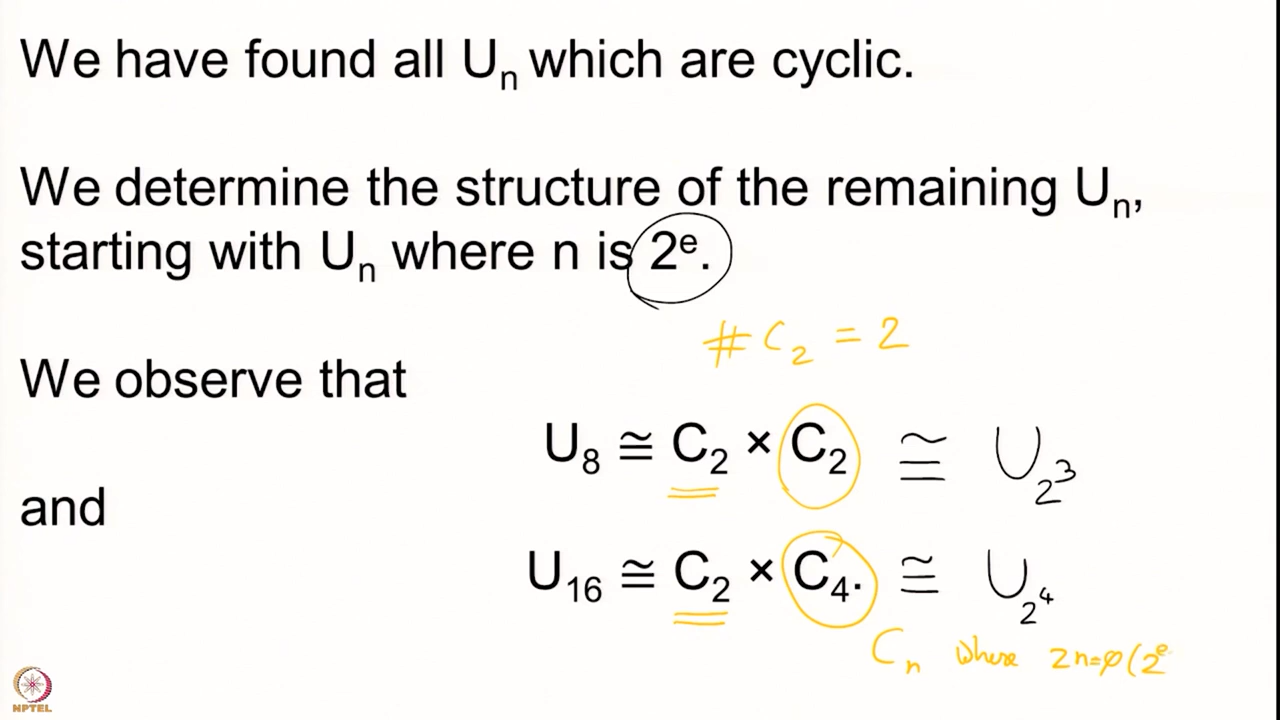 We have found all Uₙ which are cyclic.
We determine the structure of the remaining Uₙ,
starting with Uₙ where n is 2ᵉ.
# C₂ = 2
We observe that
U₈ ≅ C₂ × C₂ ≅ U₂³
and
U₁₆ ≅ C₂ × C₄. ≅ U₂⁴
Cₙ where 2n=φ(2ᵉ
NPTEL